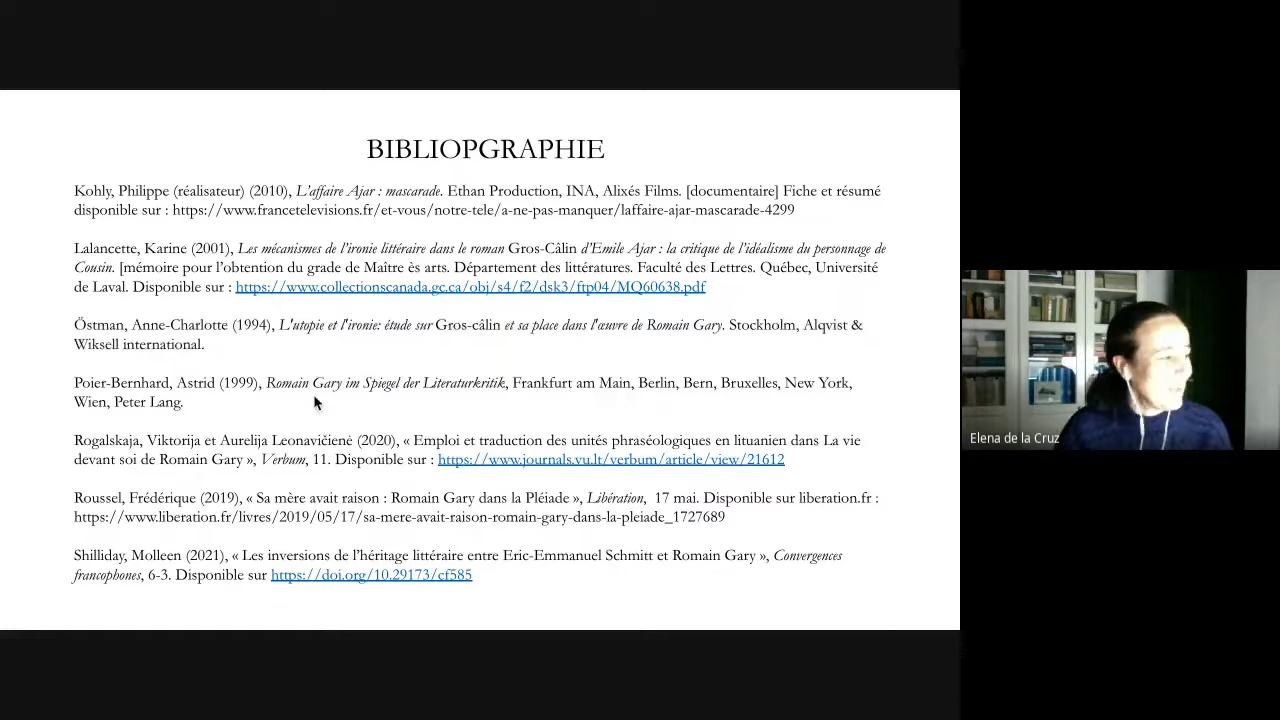 BIBLIOPGRAPHIE
Kohly, Philippe (réalisateur) (2010), L'affaire Ajar : mascarade. Ethan Production, INA, Alixés Films. [documentaire] Fiche et résumé
disponible sur : https://www.francetelevisions.fr/et-vous/notre-tele/a-ne-pas-manquer/laffaire-ajar-mascarade-4299
Lalancette, Karine (2001), Les mécanismes de l'ironie littéraire dans le roman Gros-Câlin d'Emile Ajar : la critique de l'idéalisme du personnage de
Cousin. [mémoire pour l'obtention du grade de Maître ès arts. Département des littératures. Faculté des Lettres. Québec, Université
de Laval. Disponible sur : https://www.collectionscanada.gc.ca/obj/s4/f2/dsk3/ftp04/MQ60638.pdf
Östman, Anne-Charlotte (1994), L'utopie et l'ironie: étude sur Gros-câlin et sa place dans l'œuvre de Romain Gary. Stockholm, Alqvist &
Wiksell international.
Poier-Bernhard, Astrid (1999), Romain Gary im Spiegel der Literaturkritik, Frankfurt am Main, Berlin, Bern, Bruxelles, New York,
Wien, Peter Lang.
Rogalskaja, Viktorija et Aurelija Leonavičienė (2020), « Emploi et traduction des unités phraséologiques en lituanien dans La vie
devant soi de Romain Gary », Verbum, 11. Disponible sur : https://www.journals.vu.lt/verbum/article/view/21612
Roussel, Frédérique (2019), « Sa mère avait raison : Romain Gary dans la Pléiade », Libération, 17 mai. Disponible sur liberation.fr :
https://www.liberation.fr/livres/2019/05/17/sa-mere-avait-raison-romain-gary-dans-la-pleiade_1727689
Shilliday, Molleen (2021), « Les inversions de l'héritage littéraire entre Eric-Emmanuel Schmitt et Romain Gary », Convergences
francophones, 6-3. Disponible sur https://doi.org/10.29173/cf585
Elena de la Cruz